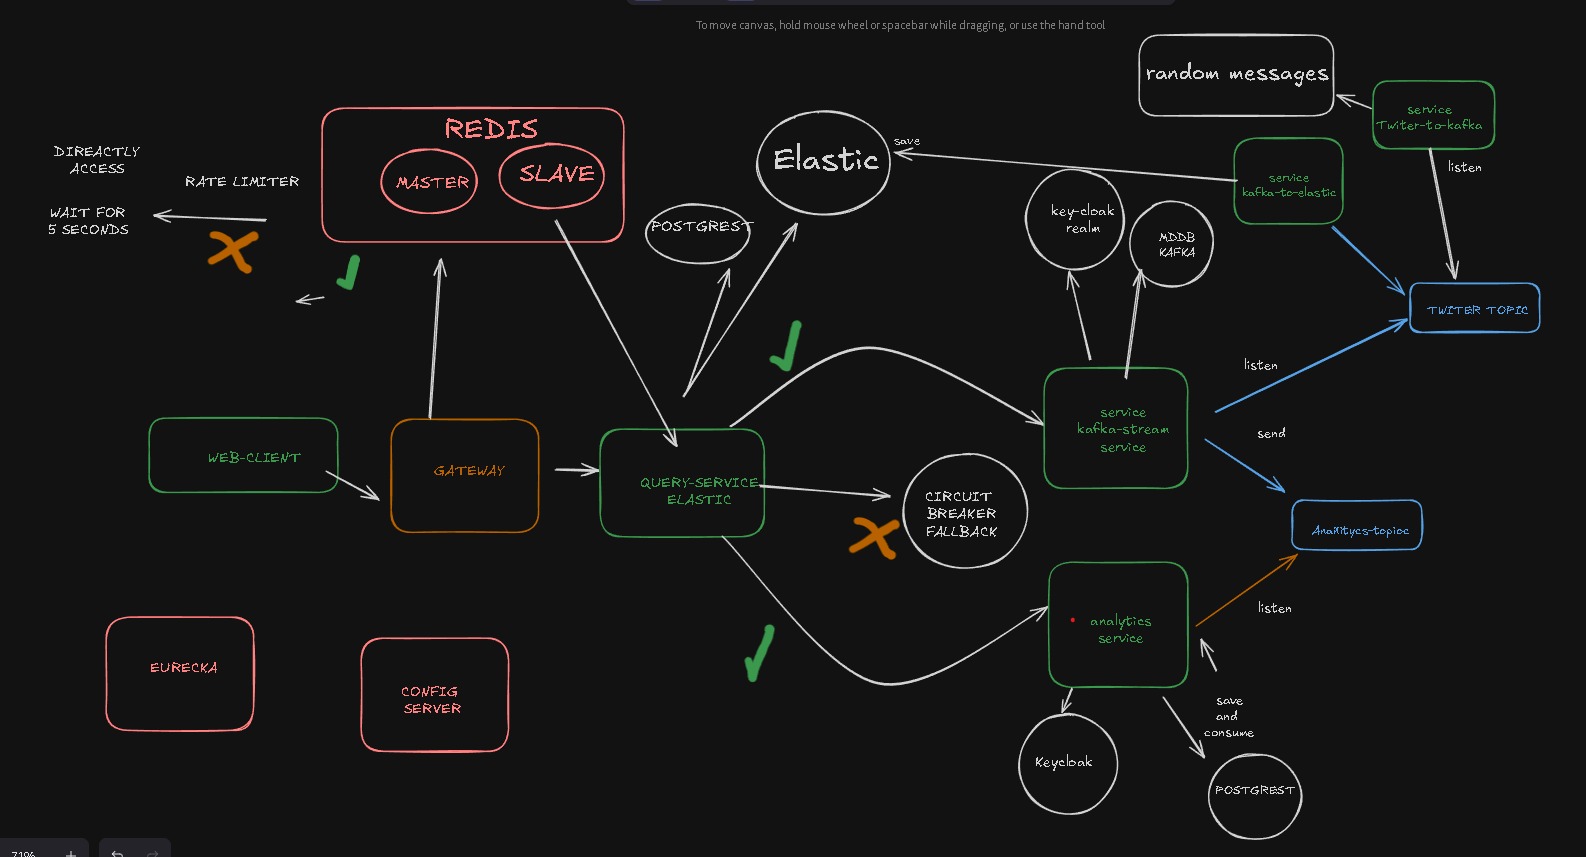 To move canvas, hold mouse wheel or spacebar while dragging, or use the hand tool
random messages
service
Twiter-to-kafka
REDIS
MASTER
SLAVE
DIREACTLY
ACCESS
RATE LIMITER
WAIT FOR
5 SECONDS
Elastic
save
service
kafka-to-elastic
listen
POSTGREST
key-cloak
realm
MDDB
KAFKA
TWITER TOPIC
listen
service
kafka-stream
service
send
WEB-CLIENT
GATEWAY
QUERY-SERVICE
ELASTIC
CIRCUIT
BREAKER
FALLBACK
Analitycs-topioc
listen
analytics
service
EURECKA
CONFIG
SERVER
save
and
consume
Keycloak
POSTGREST
71%